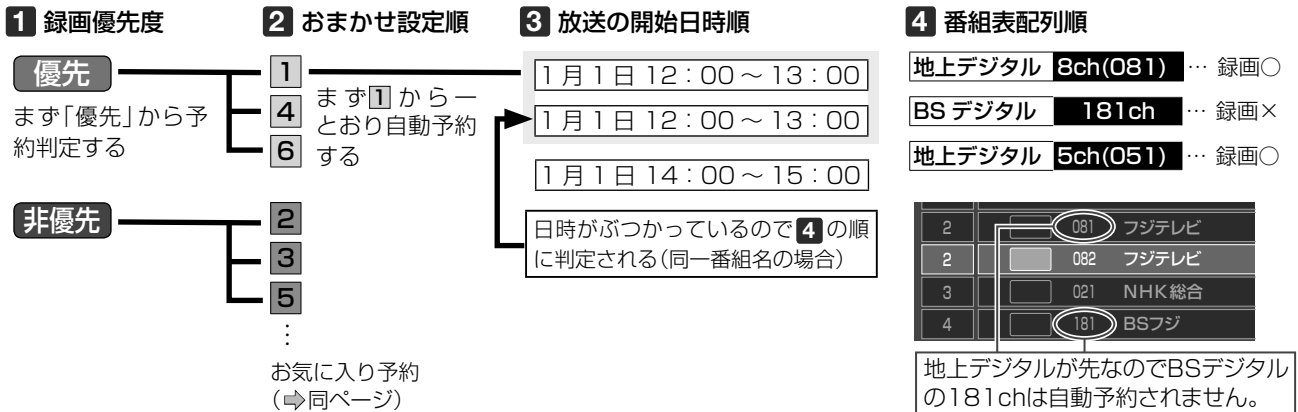 1 録画優先度
優先
まず「優先」から予
約判定する
非優先
2 おまかせ設定順
1
4
6
まず1から一
とおり自動予約
する
2
3
5
⋮
お気に入り予約
(⇨同ページ)
3 放送の開始日時順
1月1日 12:00～13:00
1月1日 12:00～13:00
1月1日 14:00～15:00
日時がぶつかっているので4の順
に判定される(同一番組名の場合)
4 番組表配列順
地上デジタル 8ch(081) … 録画○
BSデジタル 181ch … 録画×
地上デジタル 5ch(051) … 録画○
2 081 フジテレビ
2 082 フジテレビ
3 021 NHK総合
4 181 BSフジ
地上デジタルが先なのでBSデジタル
の181chは自動予約されません。